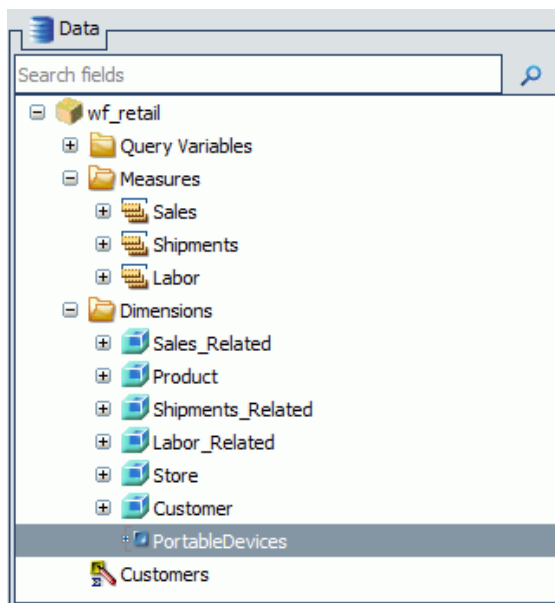 Data
Search fields
wf_retail
Query Variables
Measures
Sales
Shipments
Labor
Dimensions
Sales_Related
Product
Shipments_Related
Labor_Related
Store
Customer
PortableDevices
Customers